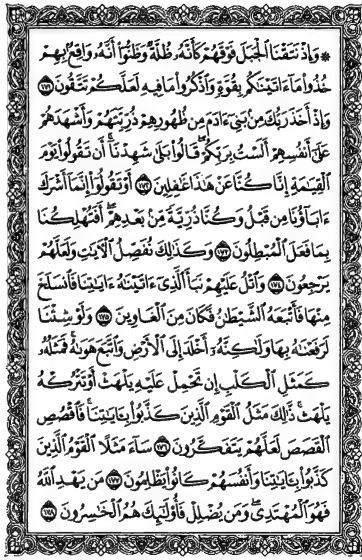 ۞ وَإِذْ نَتَقْنَا الْجَبَلَ فَوْقَهُمْ كَأَنَّهُ ظُلَّةٌ وَظَنُّوا أَنَّهُ وَاقِعٌ بِهِمْ
خُذُوا مَا آتَيْنَاكُم بِقُوَّةٍ وَاذْكُرُوا مَا فِيهِ لَعَلَّكُمْ تَتَّقُونَ ١٧١
وَإِذْ أَخَذَ رَبُّكَ مِن بَنِي آدَمَ مِن ظُهُورِهِمْ ذُرِّيَّتَهُمْ وَأَشْهَدَهُمْ
عَلَىٰ أَنفُسِهِمْ أَلَسْتُ بِرَبِّكُمْ قَالُوا بَلَىٰ شَهِدْنَا أَن تَقُولُوا يَوْمَ
الْقِيَامَةِ إِنَّا كُنَّا عَنْ هَٰذَا غَافِلِينَ ١٧٢ أَوْ تَقُولُوا إِنَّمَا أَشْرَكَ
آبَاؤُنَا مِن قَبْلُ وَكُنَّا ذُرِّيَّةً مِّن بَعْدِهِمْ أَفَتُهْلِكُنَا
بِمَا فَعَلَ الْمُبْطِلُونَ ١٧٣ وَكَذَٰلِكَ نُفَصِّلُ الْآيَاتِ وَلَعَلَّهُمْ
يَرْجِعُونَ ١٧٤ وَاتْلُ عَلَيْهِمْ نَبَأَ الَّذِي آتَيْنَاهُ آيَاتِنَا فَانسَلَخَ
مِنْهَا فَأَتْبَعَهُ الشَّيْطَانُ فَكَانَ مِنَ الْغَاوِينَ ١٧٥ وَلَوْ شِئْنَا
لَرَفَعْنَاهُ بِهَا وَلَٰكِنَّهُ أَخْلَدَ إِلَى الْأَرْضِ وَاتَّبَعَ هَوَاهُ فَمَثَلُهُ
كَمَثَلِ الْكَلْبِ إِن تَحْمِلْ عَلَيْهِ يَلْهَثْ أَوْ تَتْرُكْهُ
يَلْهَث ذَّٰلِكَ مَثَلُ الْقَوْمِ الَّذِينَ كَذَّبُوا بِآيَاتِنَا فَاقْصُصِ
الْقَصَصَ لَعَلَّهُمْ يَتَفَكَّرُونَ ١٧٦ سَاءَ مَثَلًا الْقَوْمُ الَّذِينَ
كَذَّبُوا بِآيَاتِنَا وَأَنفُسَهُمْ كَانُوا يَظْلِمُونَ ١٧٧ مَن يَهْدِ اللَّهُ
فَهُوَ الْمُهْتَدِي وَمَن يُضْلِلْ فَأُولَٰئِكَ هُمُ الْخَاسِرُونَ ١٧٨